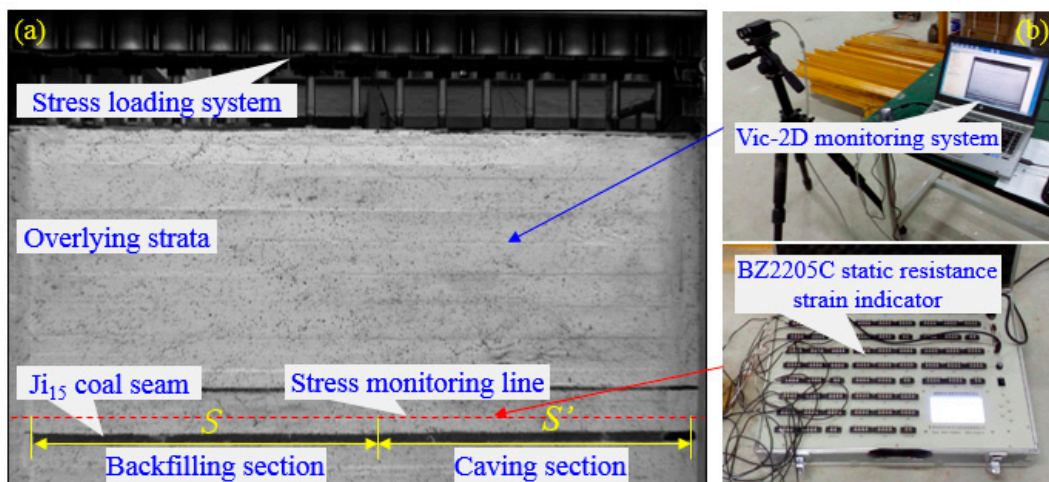 (a)
Stress loading system
Overlying strata
Ji₁₅ coal seam
Stress monitoring line
S
S'
Backfilling section
Caving section
(b)
Vic-2D monitoring system
BZ2205C static resistance
strain indicator